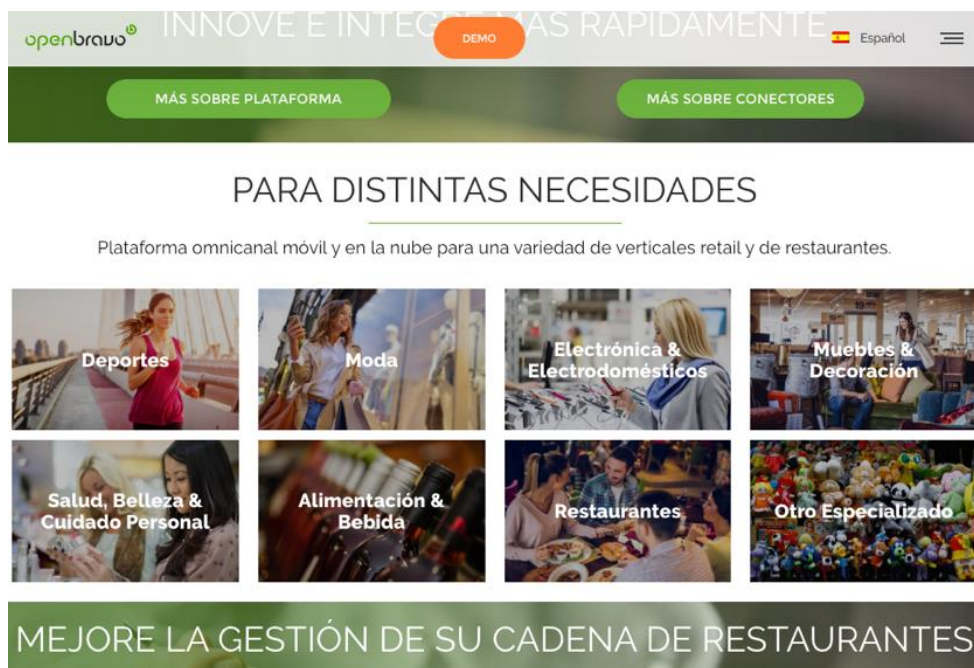 INNOVE E INTEGRE MÁS RÁPIDAMENTE
openbravo
DEMO
Español
MÁS SOBRE PLATAFORMA
MÁS SOBRE CONECTORES
PARA DISTINTAS NECESIDADES
Plataforma omnicanal móvil y en la nube para una variedad de verticales retail y de restaurantes.
Deportes
Moda
Electrónica &
Electrodomésticos
Muebles &
Decoración
Salud, Belleza &
Cuidado Personal
Alimentación &
Bebida
Restaurantes
Otro Especializado
MEJORE LA GESTIÓN DE SU CADENA DE RESTAURANTES